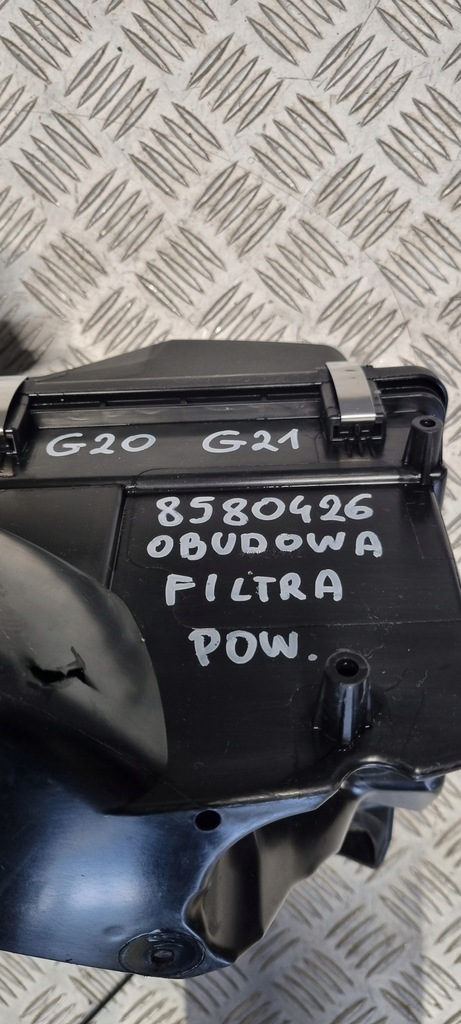 G20 G21
8580426
OBUDOWA
FILTRA
POW.